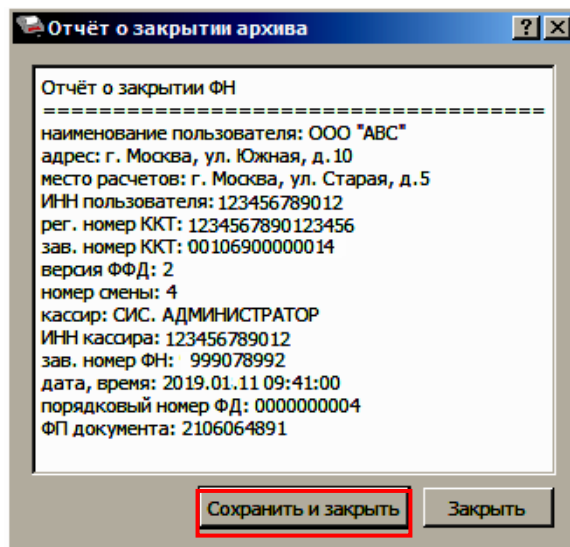 Отчёт о закрытии архива
Отчёт о закрытии ФН
======================================
наименование пользователя: ООО "АВС"
адрес: г. Москва, ул. Южная, д.10
место расчетов: г. Москва, ул. Старая, д.5
ИНН пользователя: 123456789012
рег. номер ККТ: 1234567890123456
зав. номер ККТ: 00106900000014
версия ФФД: 2
номер смены: 4
кассир: СИС. АДМИНИСТРАТОР
ИНН кассира: 123456789012
зав. номер ФН: 999078992
дата, время: 2019.01.11 09:41:00
порядковый номер ФД: 0000000004
ФП документа: 2106064891
Сохранить и закрыть Закрыть